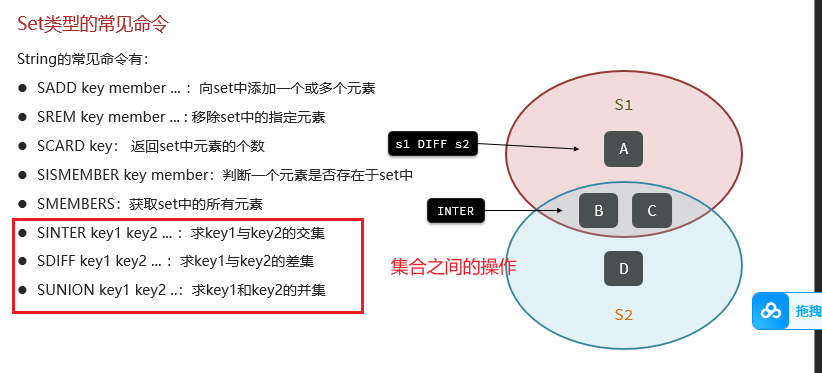 Set类型的常见命令
String的常见命令有：
● SADD key member ... ：向set中添加一个或多个元素
● SREM key member ... : 移除set中的指定元素
● SCARD key： 返回set中元素的个数
● SISMEMBER key member：判断一个元素是否存在于set中
● SMEMBERS：获取set中的所有元素
● SINTER key1 key2 ... ：求key1与key2的交集
● SDIFF key1 key2 ... ：求key1与key2的差集
● SUNION key1 key2 ..：求key1和key2的并集
集合之间的操作
S1
s1 DIFF s2
A
INTER
B C
D
S2
拖拽